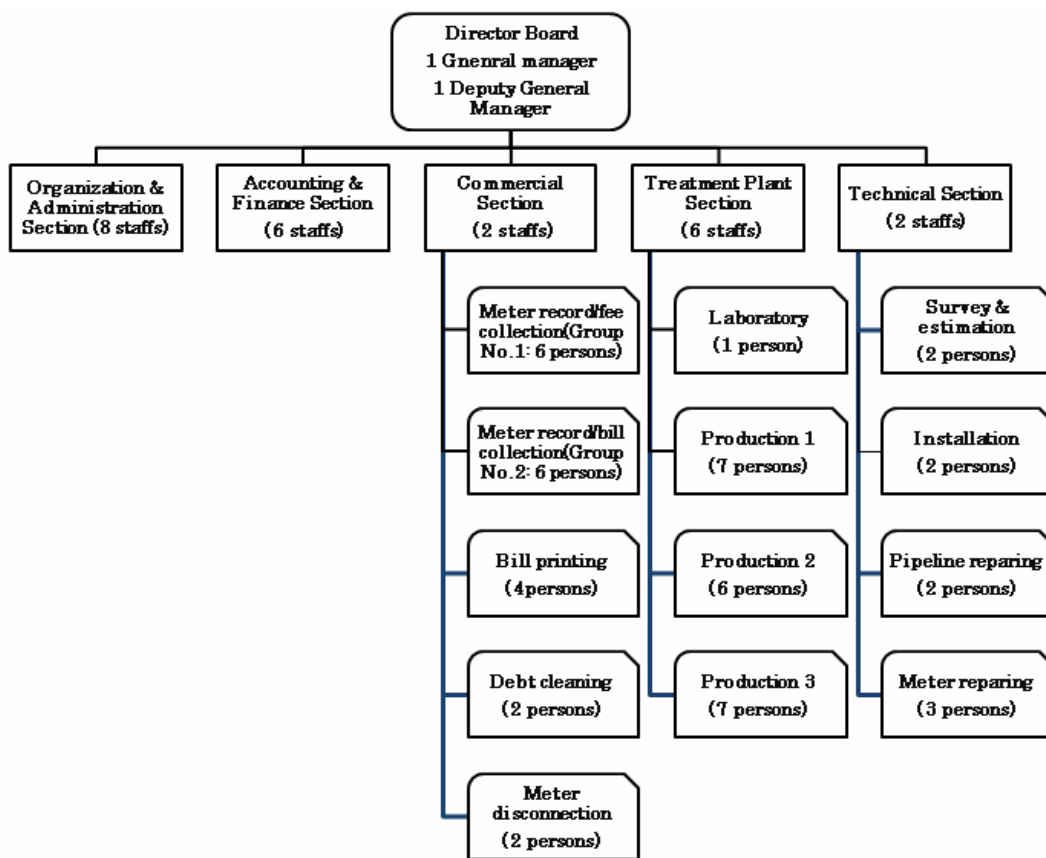 Director Board
1 Gnenral manager
1 Deputy General
Manager
Organization &
Administration
Section (8 staffs)
Accounting &
Finance Section
(6 staffs)
Commercial
Section
(2 staffs)
Treatment Plant
Section
(6 staffs)
Technical Section
(2 staffs)
Meter record/fee
collection(Group
No.1: 6 persons)
Laboratory
(1 person)
Survey &
estimation
(2 persons)
Meter record/bill
collection(Group
No.2: 6 persons)
Production 1
(7 persons)
Installation
(2 persons)
Bill printing
(4persons)
Production 2
(6 persons)
Pipeline reparing
(2 persons)
Debt cleaning
(2 persons)
Production 3
(7 persons)
Meter reparing
(3 persons)
Meter
disconnection
(2 persons)